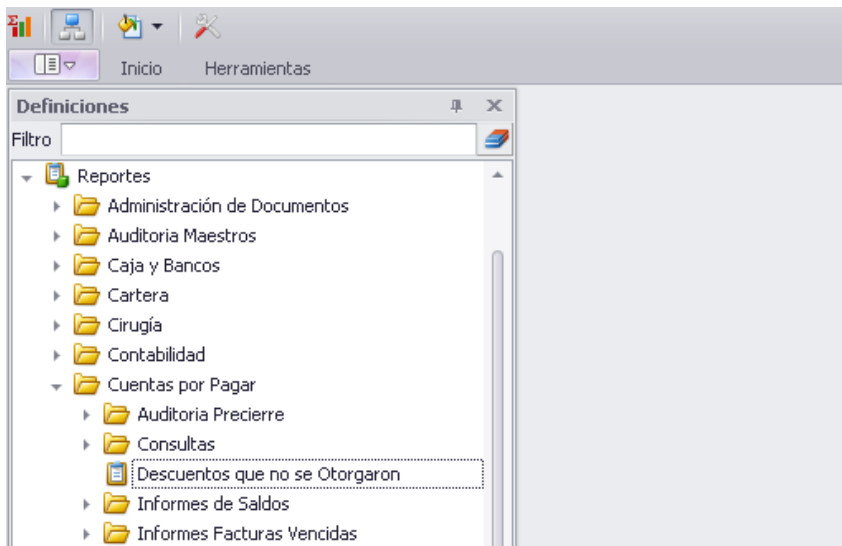 Inicio Herramientas
Definiciones
Filtro
Reportes
Administración de Documentos
Auditoria Maestros
Caja y Bancos
Cartera
Cirugía
Contabilidad
Cuentas por Pagar
Auditoria Precierre
Consultas
Descuentos que no se Otorgaron
Informes de Saldos
Informes Facturas Vencidas